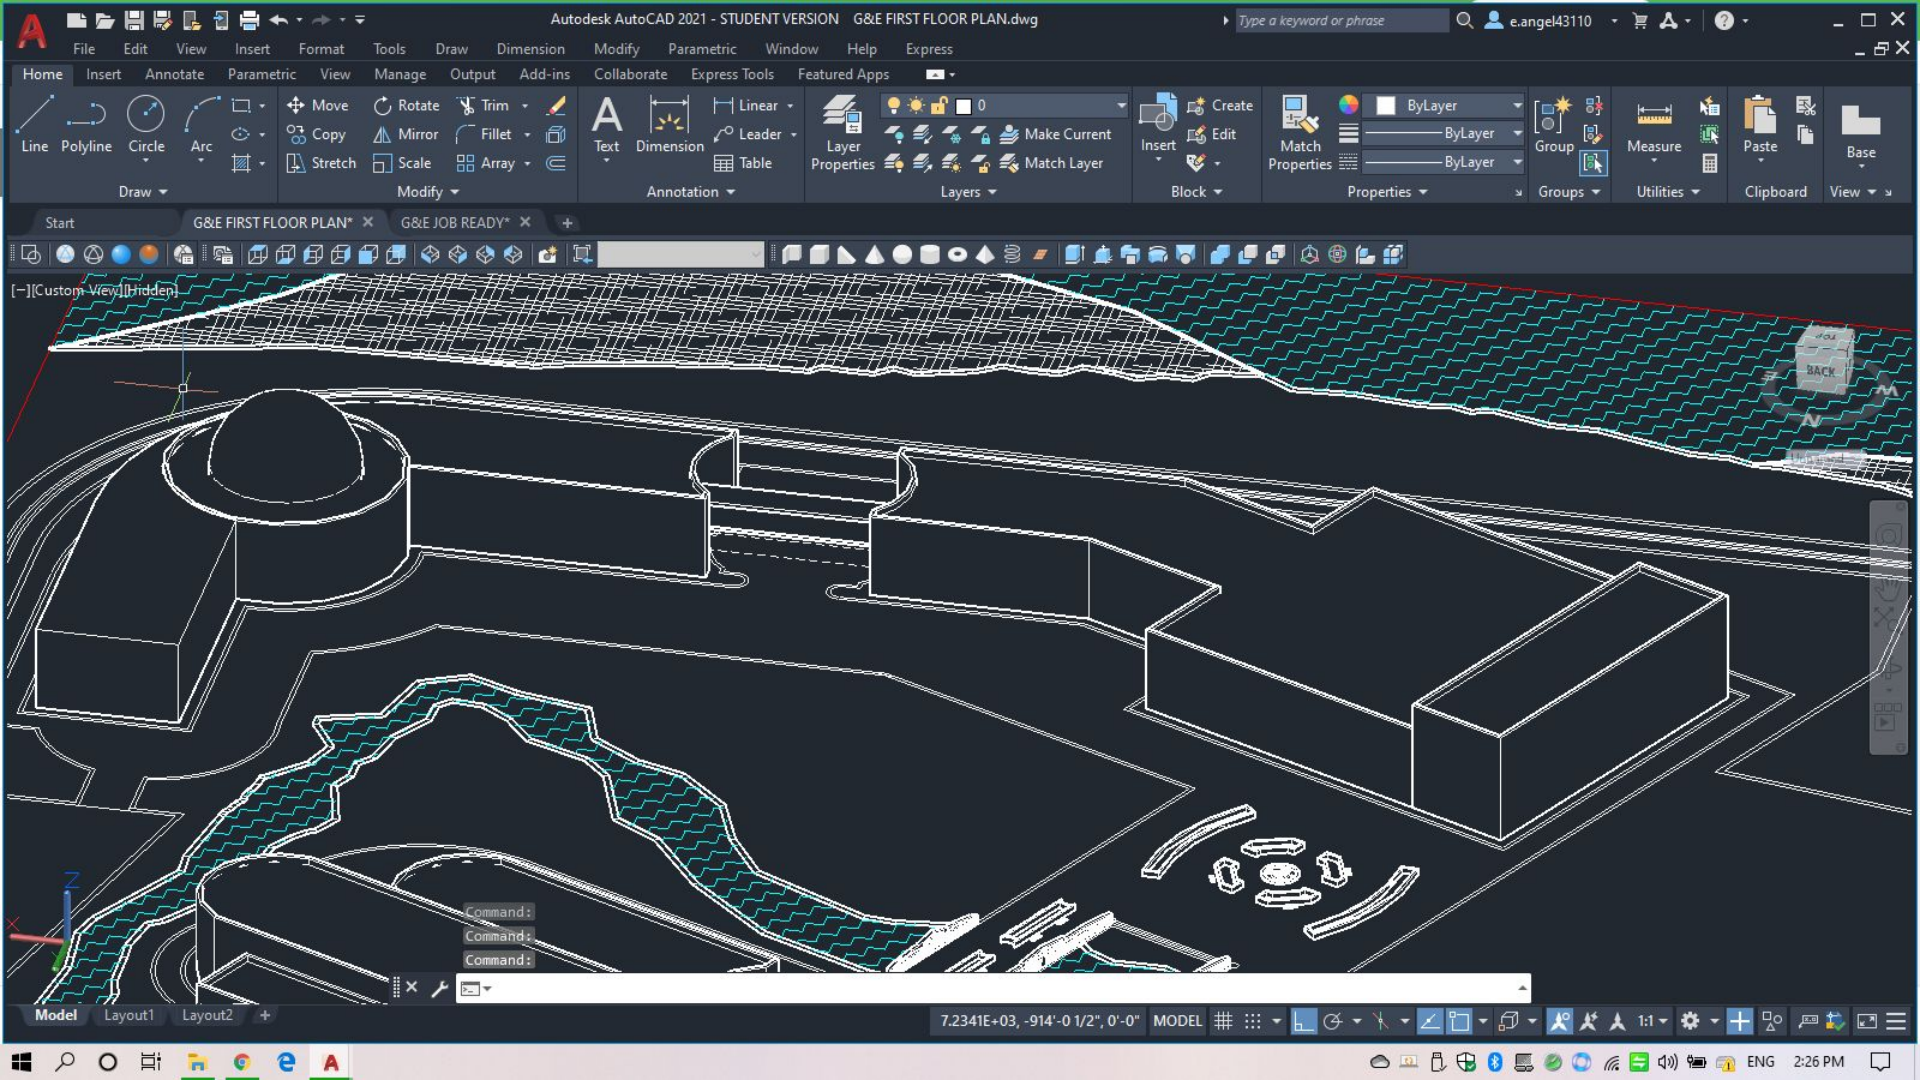 Autodesk AutoCAD 2021 - STUDENT VERSION G&E FIRST FLOOR PLAN.dwg
Type a keyword or phrase
e.angel43110
File Edit View Insert Format Tools Draw Dimension Modify Parametric Window Help Express
Home Insert Annotate Parametric View Manage Output Add-ins Collaborate Express Tools Featured Apps
Line Polyline Circle Arc
Move Rotate Trim
Copy Mirror Fillet
Stretch Scale Array
Text Dimension
Linear
Leader
Table
Layer Properties
0
Make Current
Match Layer
Insert
Create
Edit
Match Properties
ByLayer
ByLayer
ByLayer
Group
Measure
Paste
Base
Draw Modify Annotation Layers Block Properties Groups Utilities Clipboard View
Start G&E FIRST FLOOR PLAN* G&E JOB READY*
[−][Custom View][Hidden]
BACK
M
N
Z
X
Command:
Command:
Command:
Model Layout1 Layout2
7.2341E+03, -914'-0 1/2", 0'-0" MODEL 1:1
ENG 2:26 PM